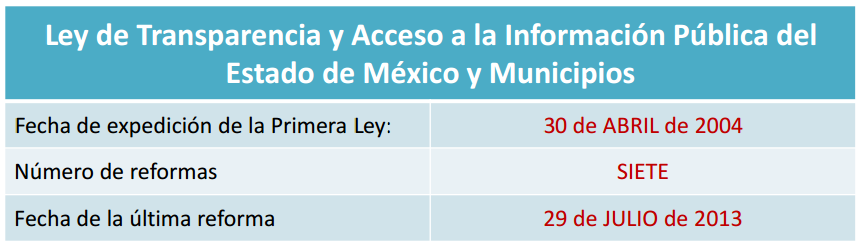 Ley de Transparencia y Acceso a la Información Pública del
Estado de México y Municipios
Fecha de expedición de la Primera Ley: 30 de ABRIL de 2004
Número de reformas SIETE
Fecha de la última reforma 29 de JULIO de 2013